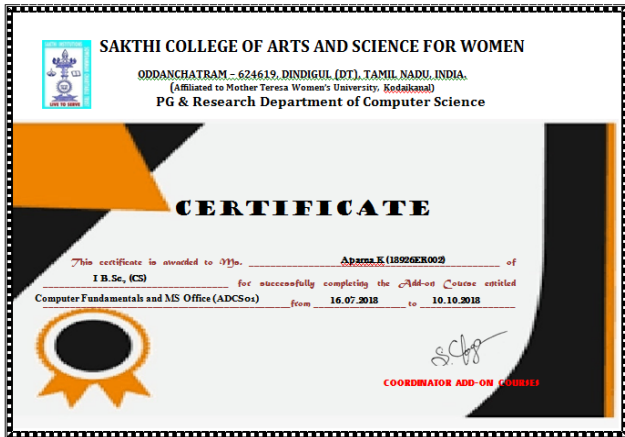 SAKTHI COLLEGE OF ARTS AND SCIENCE FOR WOMEN
ODDANCHATRAM – 624619, DINDIGUL (DT), TAMIL NADU, INDIA.
(Affiliated to Mother Teresa Women's University, Kodaikanal)
PG & Research Department of Computer Science
LIVE TO SERVE
CERTIFICATE
This certificate is awarded to Ms. Aparna K (18926ER002) of
I B.Sc., (CS) for successfully completing the Add-on Course entitled
Computer Fundamentals and MS Office (ADCS01) from 16.07.2018 to 10.10.2018
COORDINATOR ADD-ON COURSES